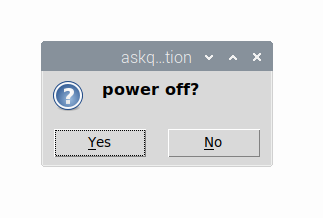 askq...tion
power off?
Yes
No